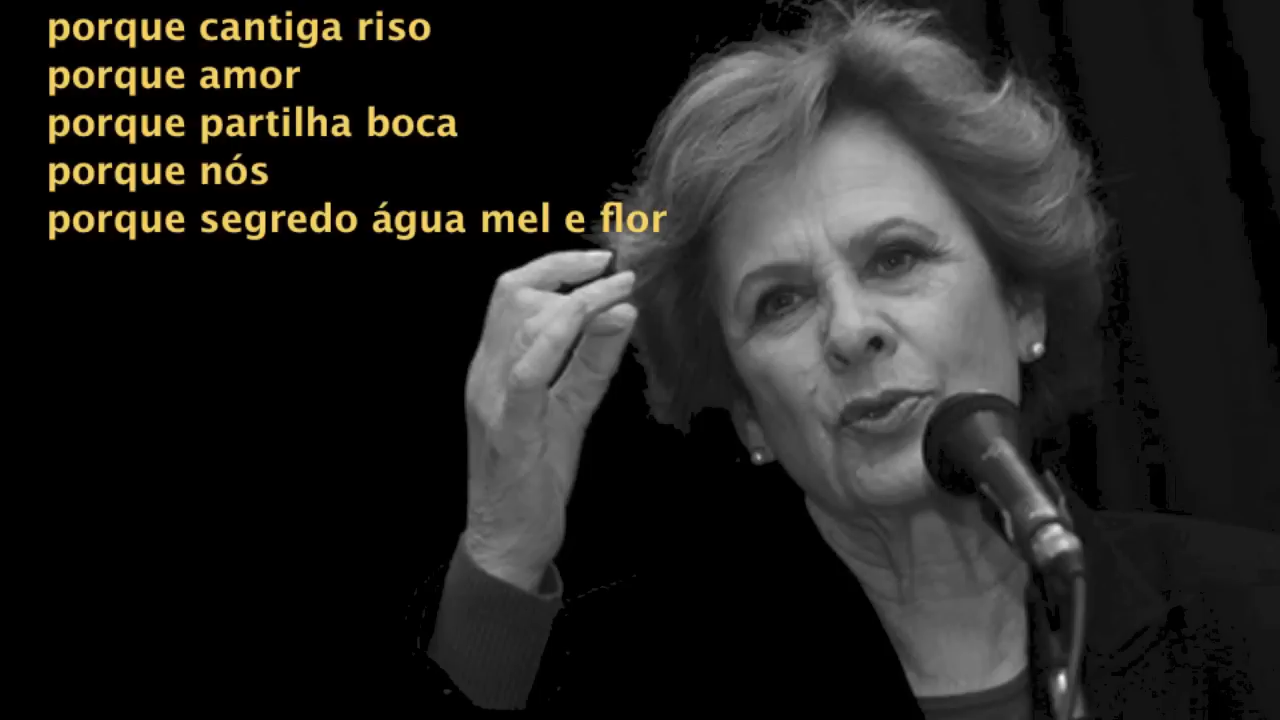 porque cantiga riso
porque amor
porque partilha boca
porque nós
porque segredo água mel e flor